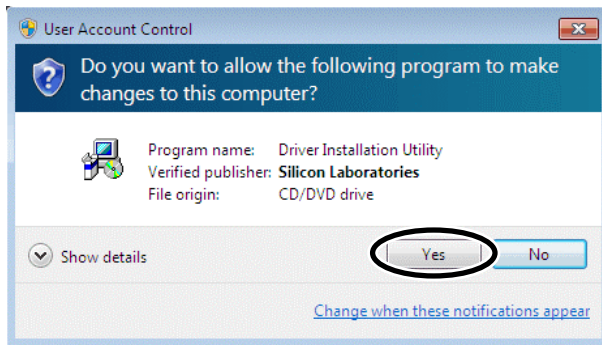 User Account Control
Do you want to allow the following program to make
changes to this computer?
Program name: Driver Installation Utility
Verified publisher: Silicon Laboratories
File origin: CD/DVD drive
Show details
Yes
No
Change when these notifications appear